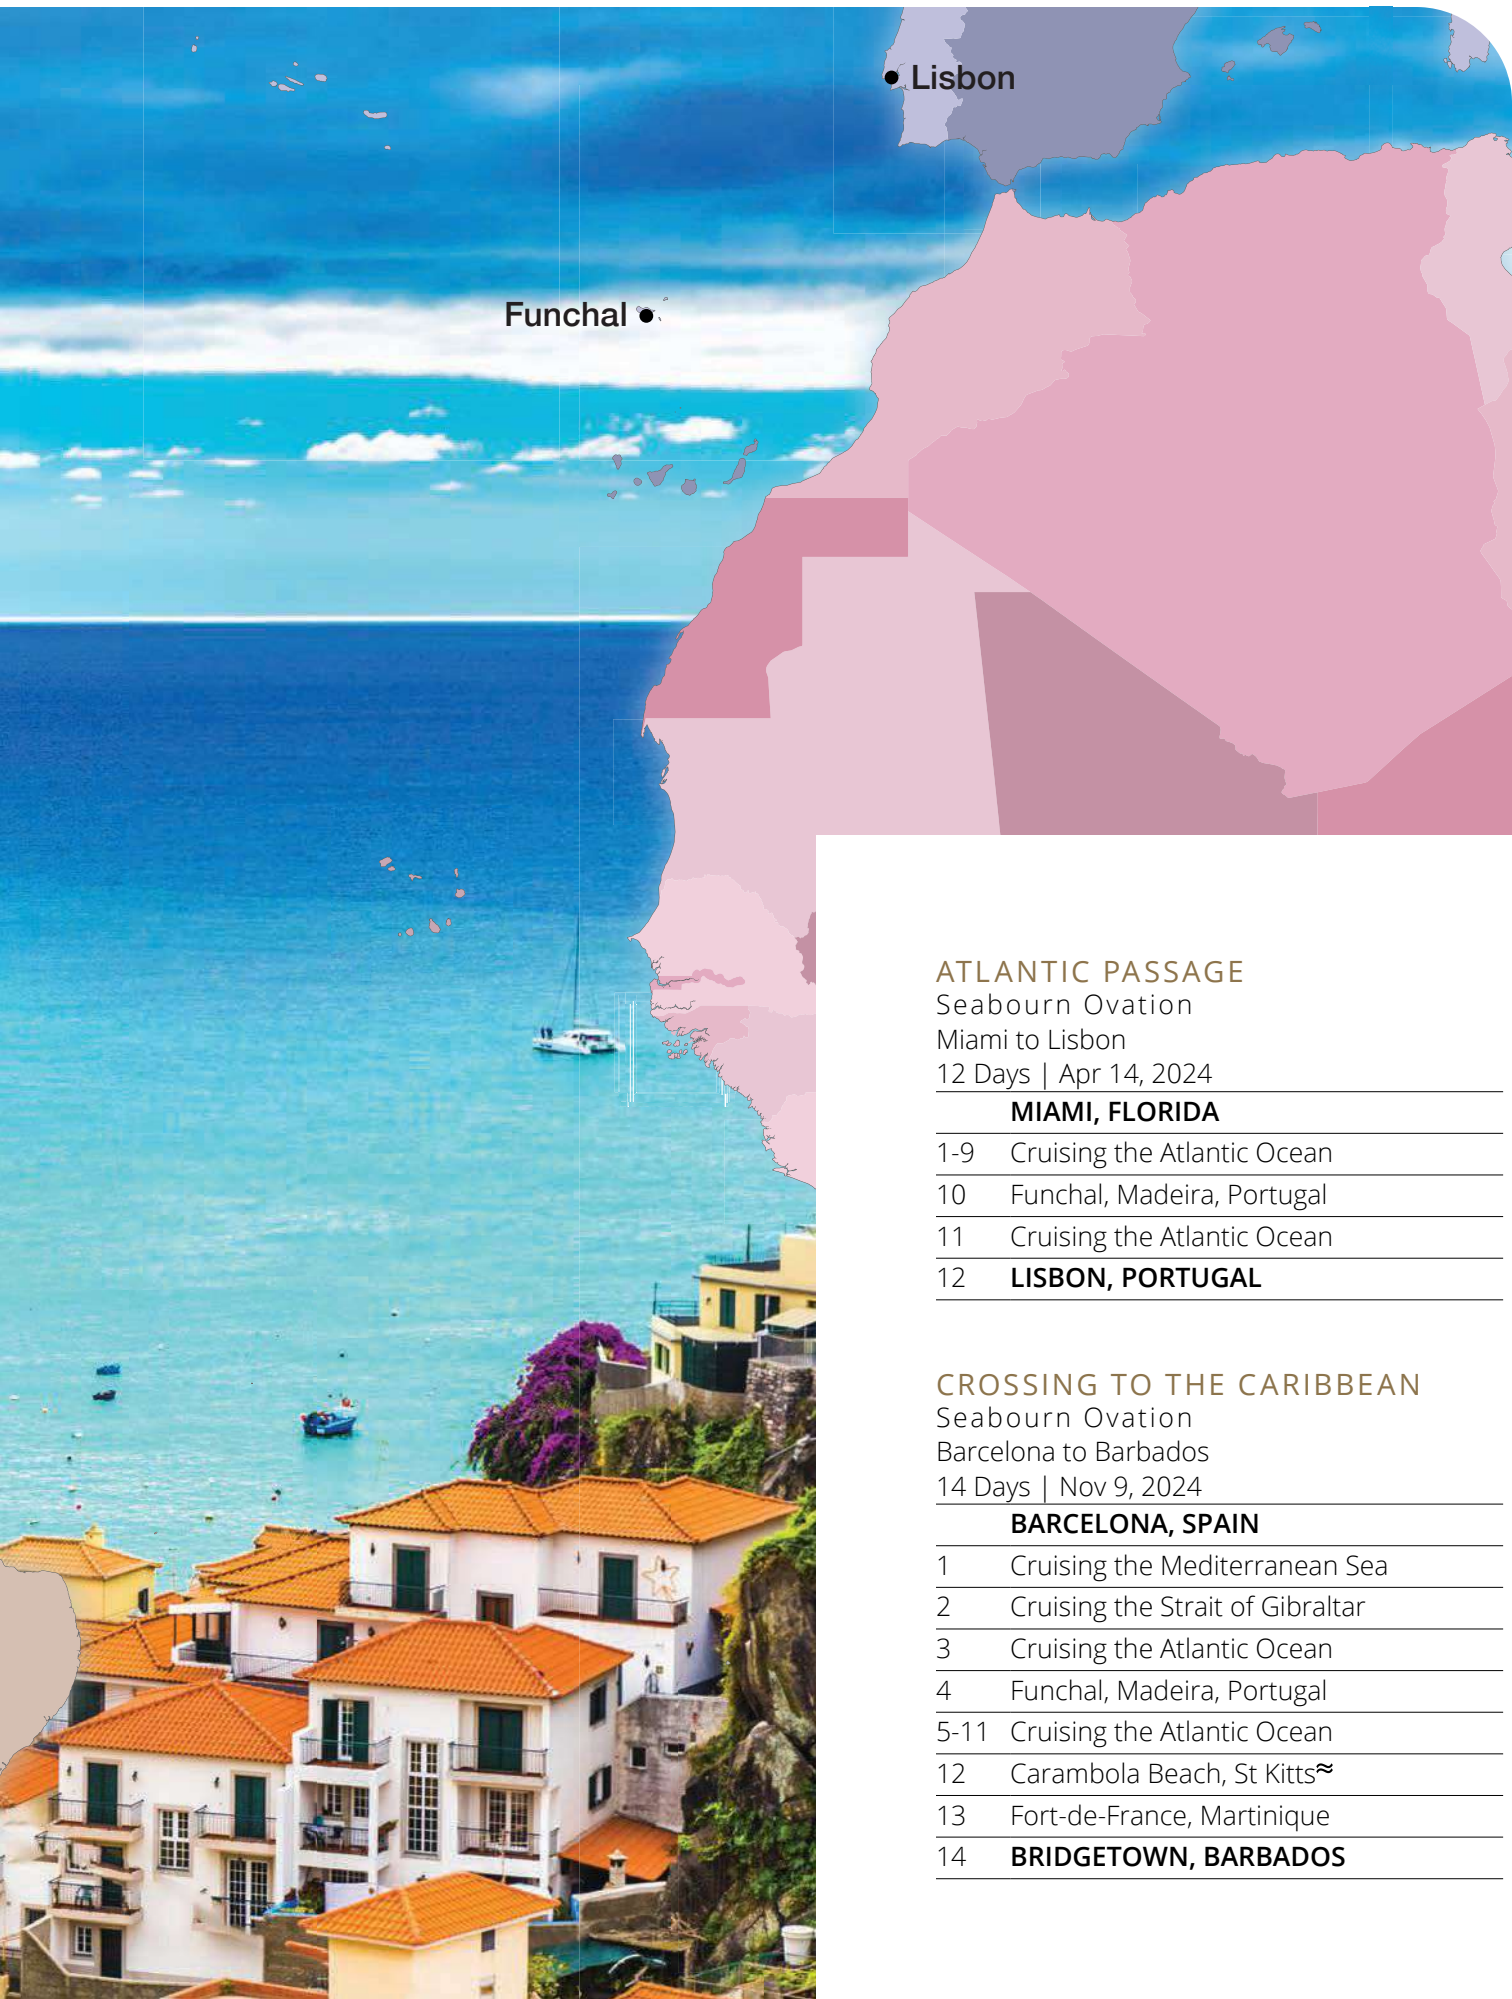 Lisbon
Funchal
ATLANTIC PASSAGE
Seabourn Ovation
Miami to Lisbon
12 Days | Apr 14, 2024
MIAMI, FLORIDA
1-9 Cruising the Atlantic Ocean
10 Funchal, Madeira, Portugal
11 Cruising the Atlantic Ocean
12 LISBON, PORTUGAL
CROSSING TO THE CARIBBEAN
Seabourn Ovation
Barcelona to Barbados
14 Days | Nov 9, 2024
BARCELONA, SPAIN
1 Cruising the Mediterranean Sea
2 Cruising the Strait of Gibraltar
3 Cruising the Atlantic Ocean
4 Funchal, Madeira, Portugal
5-11 Cruising the Atlantic Ocean
12 Carambola Beach, St Kitts≈
13 Fort-de-France, Martinique
14 BRIDGETOWN, BARBADOS